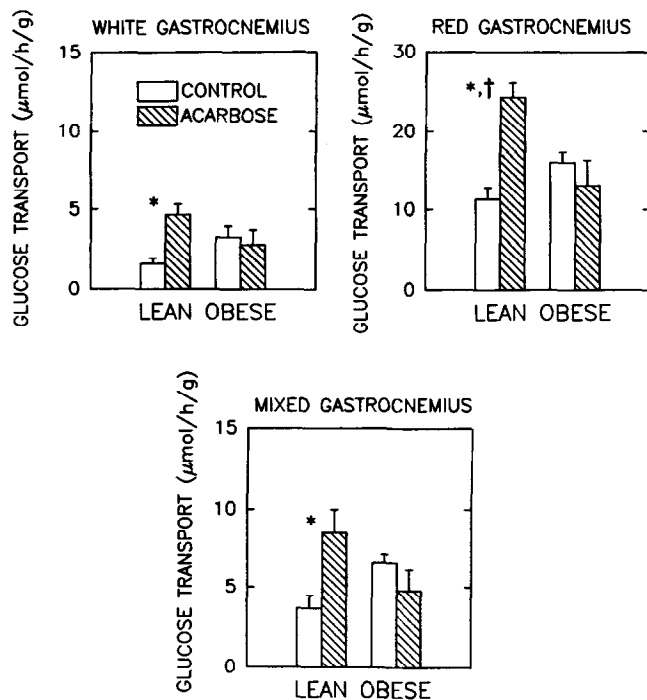 WHITE GASTROCNEMIUS
GLUCOSE TRANSPORT (μmol/h/g)
15
10
5
0
CONTROL
ACARBOSE
*
LEAN OBESE
RED GASTROCNEMIUS
GLUCOSE TRANSPORT (μmol/h/g)
30
20
10
0
*,†
LEAN OBESE
MIXED GASTROCNEMIUS
GLUCOSE TRANSPORT (μmol/h/g)
15
10
5
0
*
LEAN OBESE